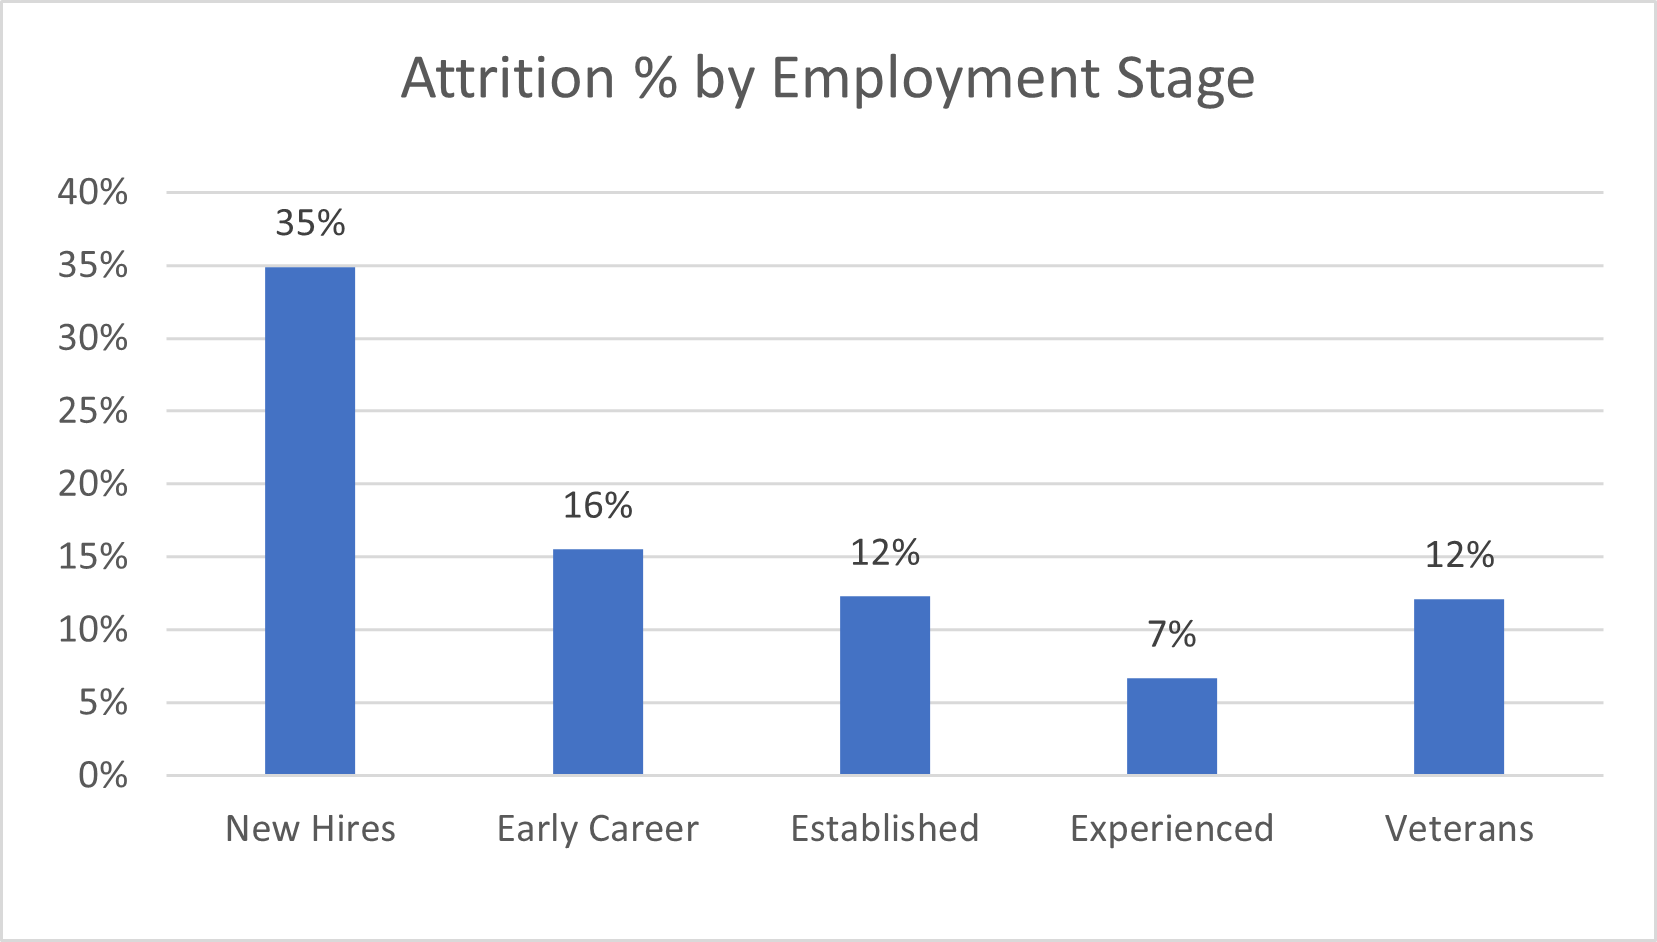 Attrition % by Employment Stage
40%
35%
35%
30%
25%
20%
16%
15%
12%
12%
10%
7%
5%
0%
New Hires
Early Career
Established
Experienced
Veterans